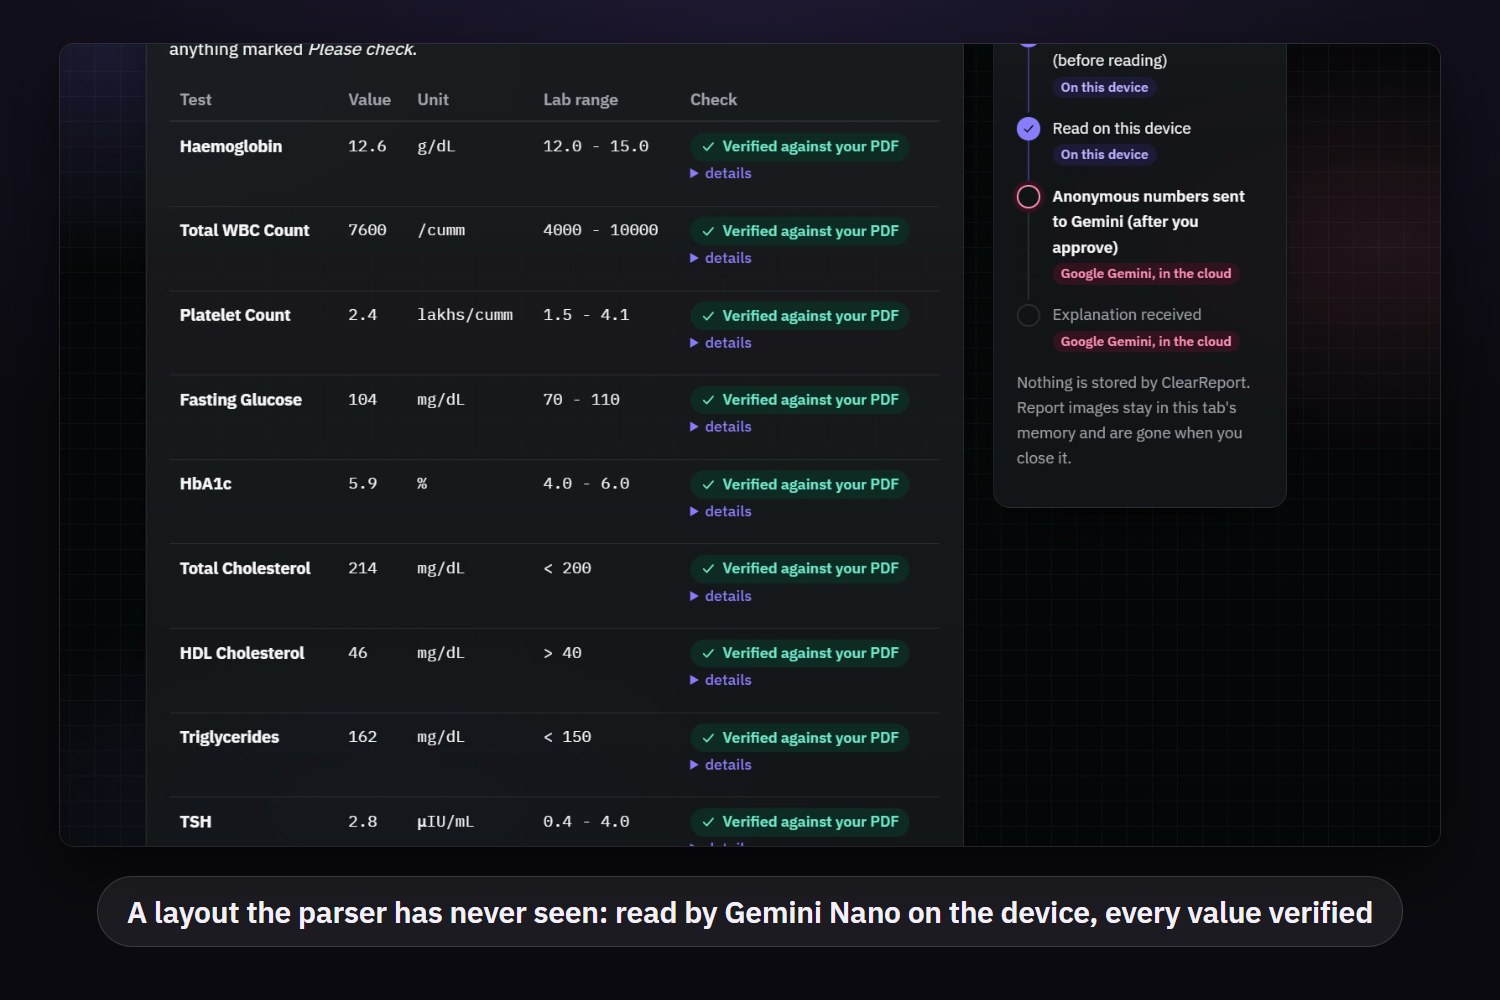 anything marked Please check.
Test Value Unit Lab range Check
Haemoglobin 12.6 g/dL 12.0 - 15.0 ✓ Verified against your PDF
▶ details
Total WBC Count 7600 /cumm 4000 - 10000 ✓ Verified against your PDF
▶ details
Platelet Count 2.4 lakhs/cumm 1.5 - 4.1 ✓ Verified against your PDF
▶ details
Fasting Glucose 104 mg/dL 70 - 110 ✓ Verified against your PDF
▶ details
HbA1c 5.9 % 4.0 - 6.0 ✓ Verified against your PDF
▶ details
Total Cholesterol 214 mg/dL < 200 ✓ Verified against your PDF
▶ details
HDL Cholesterol 46 mg/dL > 40 ✓ Verified against your PDF
▶ details
Triglycerides 162 mg/dL < 150 ✓ Verified against your PDF
▶ details
TSH 2.8 µIU/mL 0.4 - 4.0 ✓ Verified against your PDF
(before reading)
On this device
Read on this device
On this device
Anonymous numbers sent
to Gemini (after you
approve)
Google Gemini, in the cloud
Explanation received
Google Gemini, in the cloud
Nothing is stored by ClearReport.
Report images stay in this tab's
memory and are gone when you
close it.
A layout the parser has never seen: read by Gemini Nano on the device, every value verified